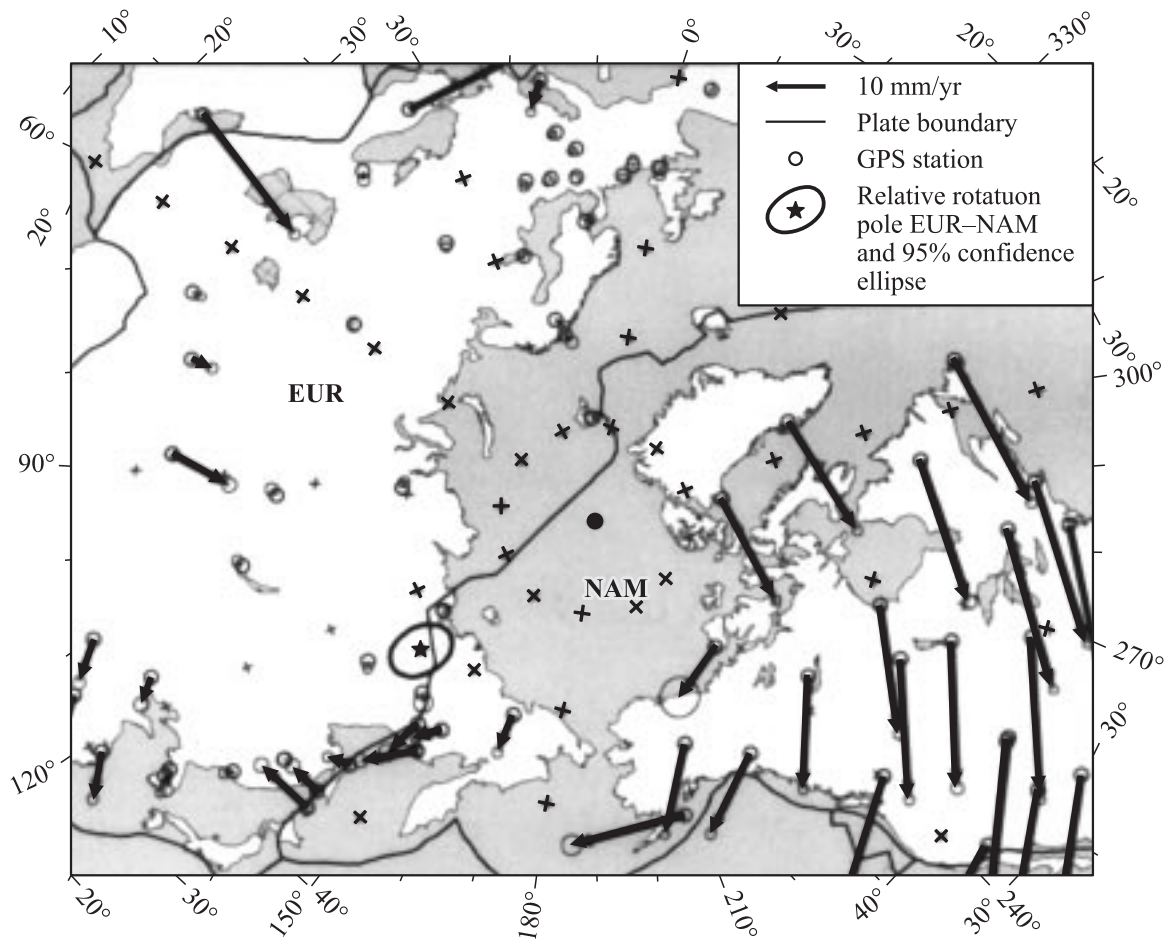 10° 20° 30° 30° 0° 30° 20° 330°
10 mm/yr
Plate boundary
GPS station
Relative rotatuon
pole EUR–NAM
and 95% confidence
ellipse
60°
20°
20°
30°
300°
EUR
90°
NAM
270°
30°
120°
20° 30° 150° 40° 180° 210° 40° 30° 240°